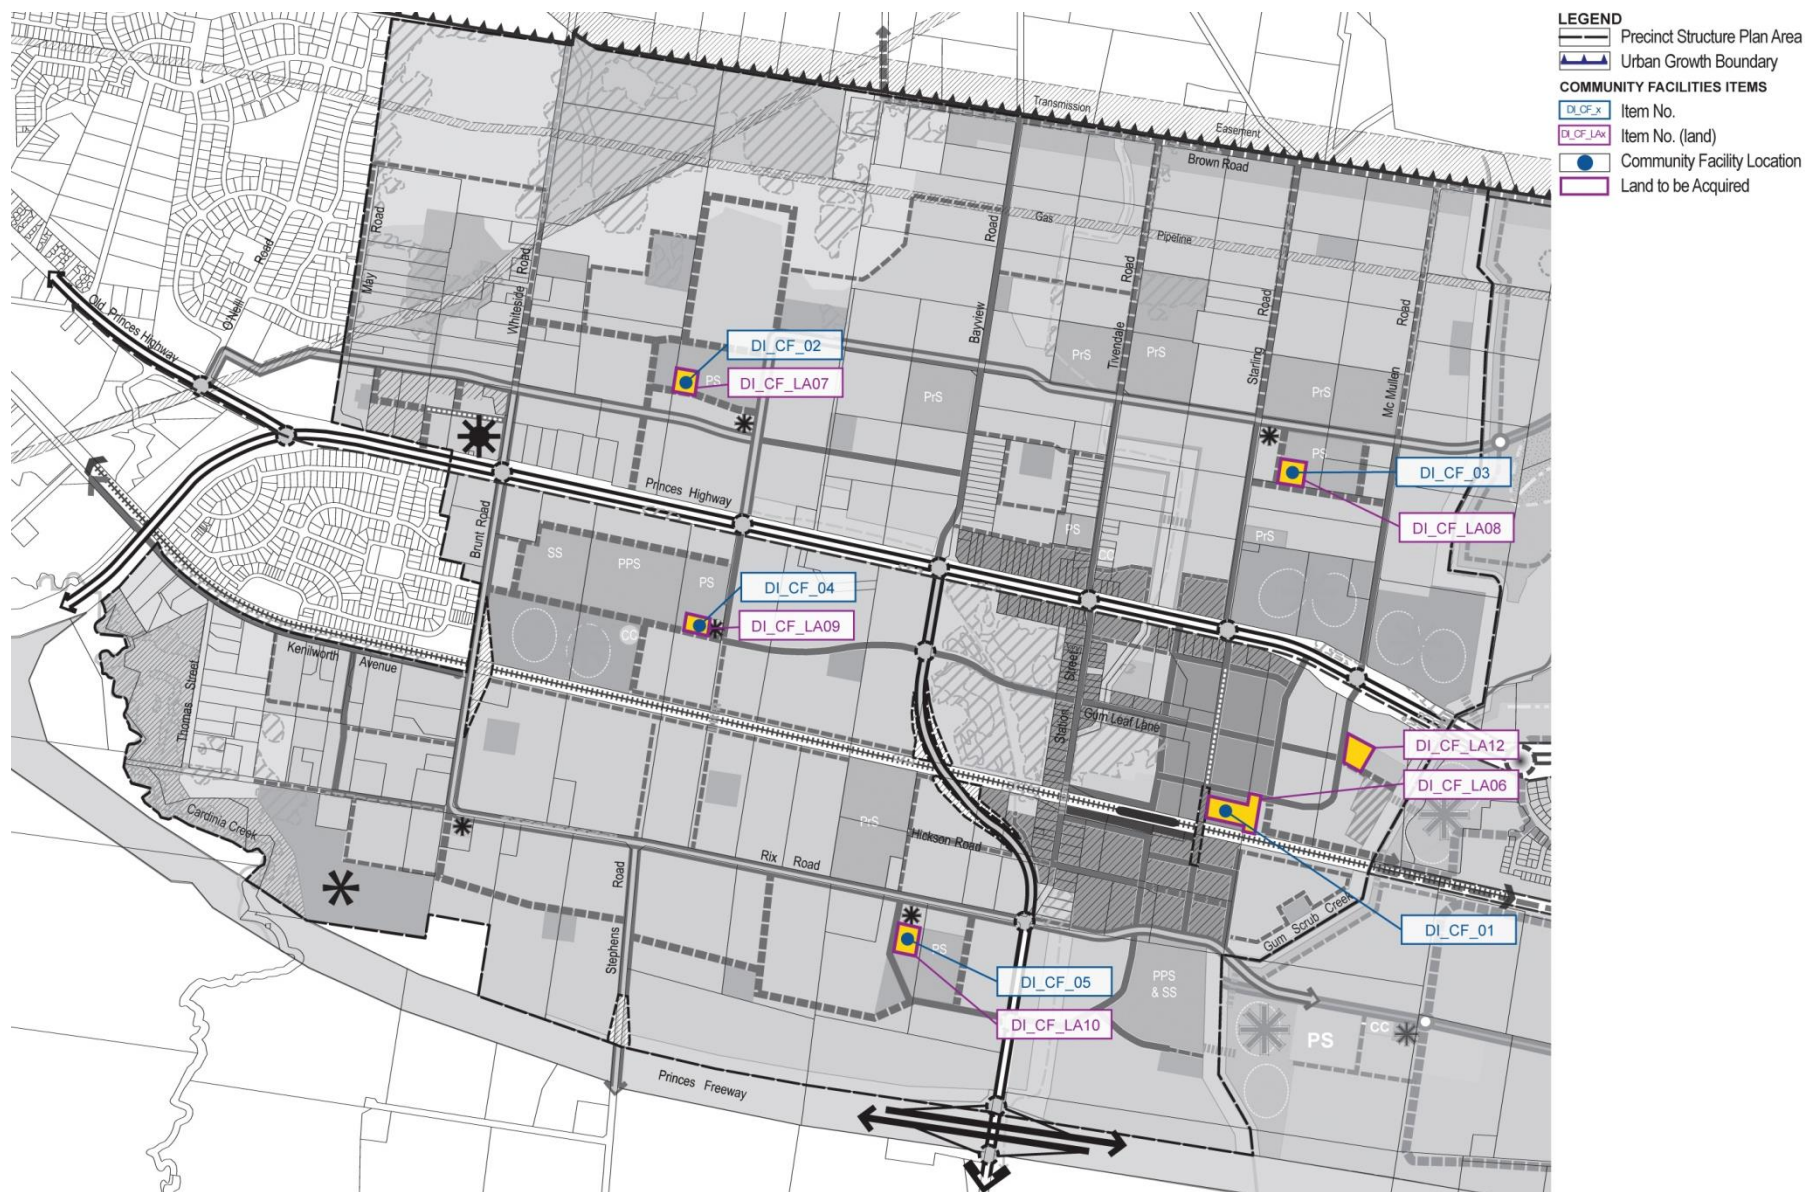 LEGEND
Precinct Structure Plan Area
Urban Growth Boundary
COMMUNITY FACILITIES ITEMS
DI_CF_x Item No.
DI_CF_LAx Item No. (land)
Community Facility Location
Land to be Acquired
Transmission
Easement
Brown Road
Gas
Pipeline
May Road
Whiteside Road
Bayview Road
Tivendale Road
Starling Road
Mc Mullen Road
O'Neill Road
Old Princes Highway
DI_CF_02
PS
DI_CF_LA07
PrS
PrS
PrS
PrS
PS
DI_CF_03
DI_CF_LA08
Princes Highway
Brunt Road
SS
PPS
PS
PS
CC
PrS
DI_CF_04
DI_CF_LA09
CC
Kenilworth Avenue
Thomas Street
Station Street
Gum Leaf Lane
DI_CF_LA12
DI_CF_LA06
Cardinia Creek
PrS
Hickson Road
Rix Road
Stephens Road
Gum Scrub Creek
DI_CF_01
PS
DI_CF_05
DI_CF_LA10
PPS
& SS
PS
CC
Princes Freeway